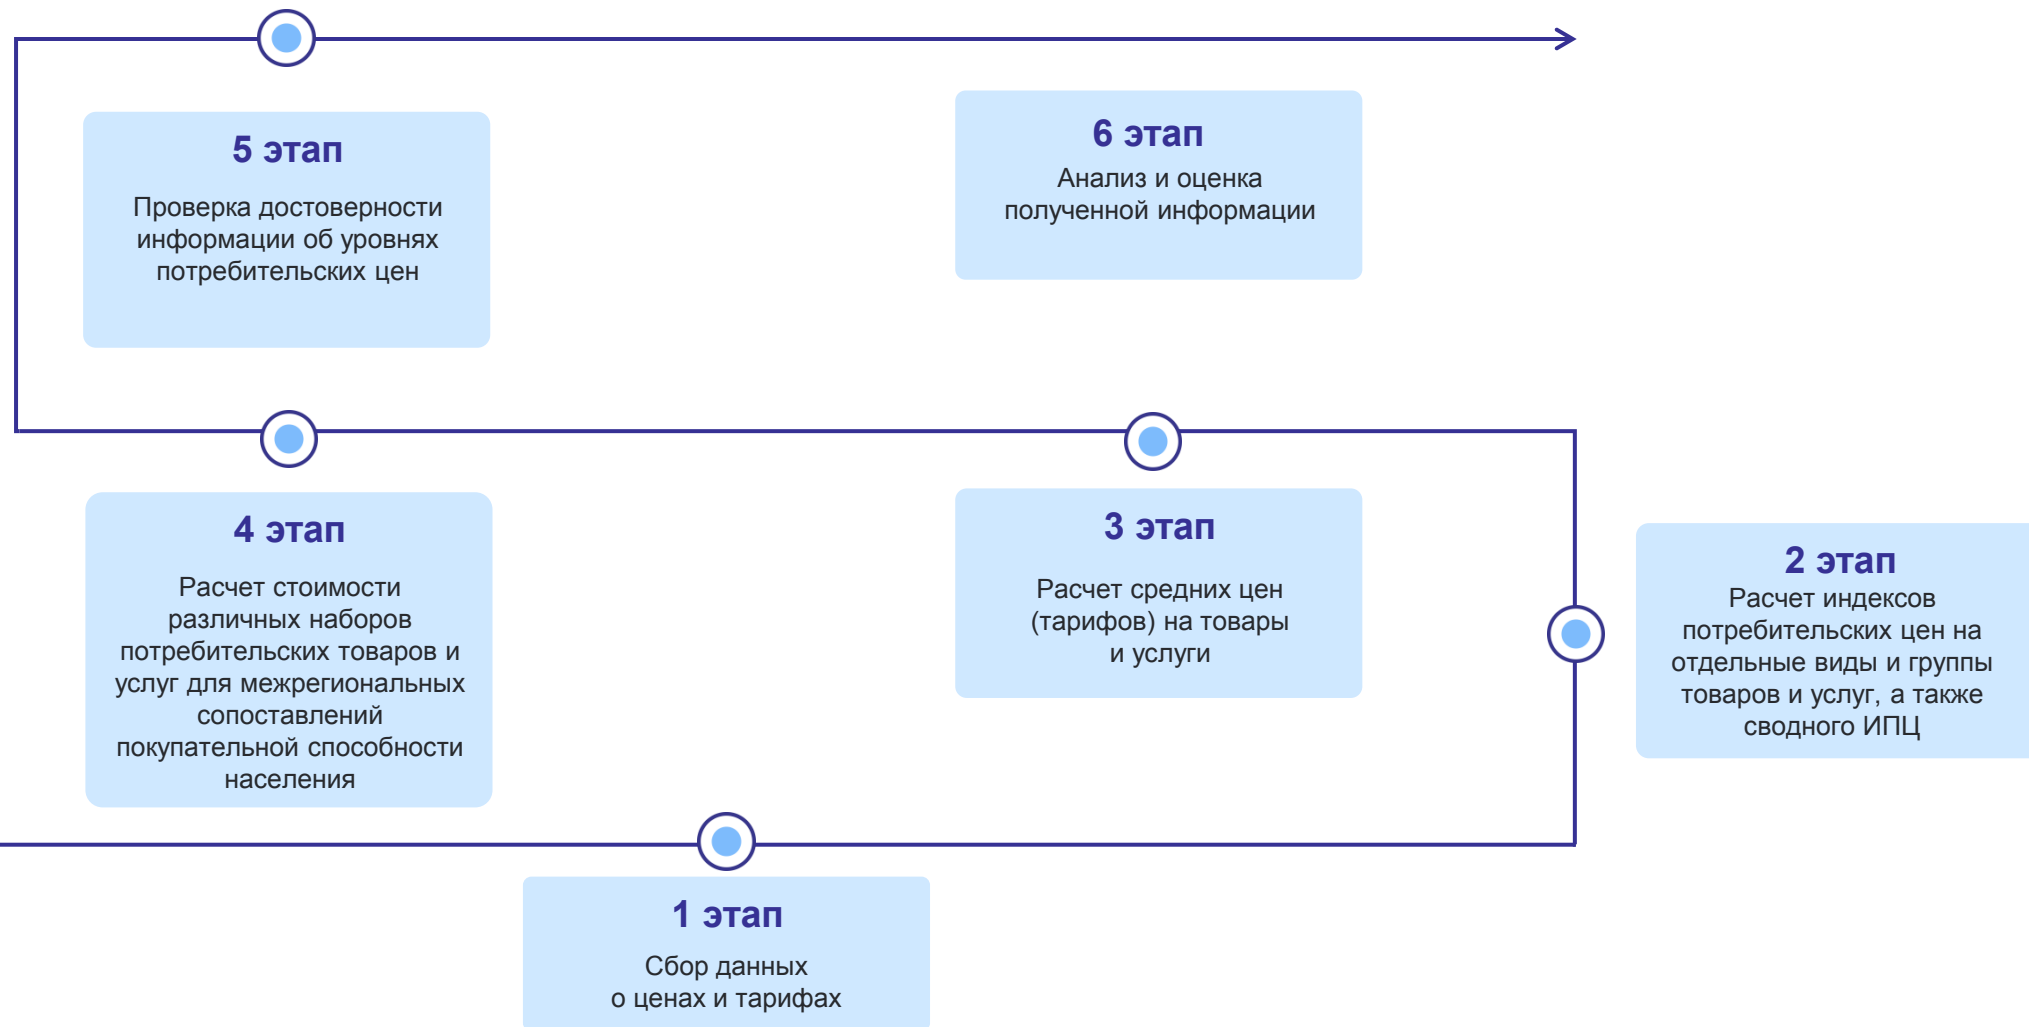 5 этап
Проверка достоверности
информации об уровнях
потребительских цен
6 этап
Анализ и оценка
полученной информации
4 этап
Расчет стоимости
различных наборов
потребительских товаров и
услуг для межрегиональных
сопоставлений
покупательной способности
населения
3 этап
Расчет средних цен
(тарифов) на товары
и услуги
2 этап
Расчет индексов
потребительских цен на
отдельные виды и группы
товаров и услуг, а также
сводного ИПЦ
1 этап
Сбор данных
о ценах и тарифах